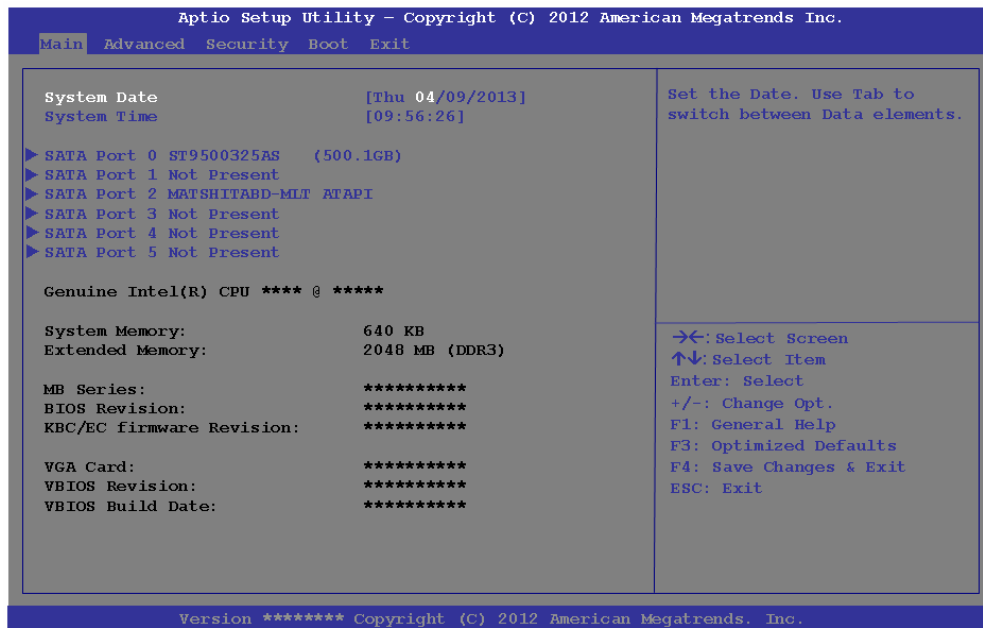 Aptio Setup Utility – Copyright (C) 2012 American Megatrends Inc.
Main Advanced Security Boot Exit
System Date [Thu 04/09/2013]
System Time [09:56:26]
SATA Port 0 ST9500325AS (500.1GB)
SATA Port 1 Not Present
SATA Port 2 MATSHITABD-MLT ATAPI
SATA Port 3 Not Present
SATA Port 4 Not Present
SATA Port 5 Not Present
Genuine Intel(R) CPU **** @ *****
System Memory: 640 KB
Extended Memory: 2048 MB (DDR3)
MB Series: **********
BIOS Revision: **********
KBC/EC firmware Revision: **********
VGA Card: **********
VBIOS Revision: **********
VBIOS Build Date: **********
Set the Date. Use Tab to
switch between Data elements.
→←: Select Screen
↑↓: Select Item
Enter: Select
+/-: Change Opt.
F1: General Help
F3: Optimized Defaults
F4: Save Changes & Exit
ESC: Exit
Version ******** Copyright (C) 2012 American Megatrends. Inc.